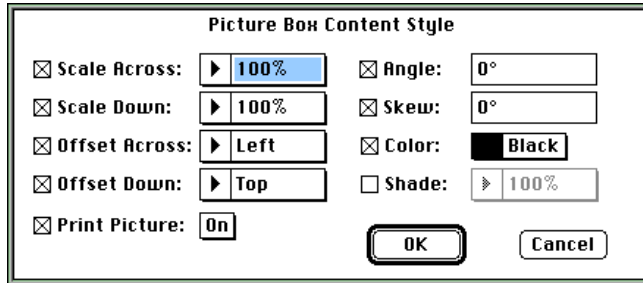 Picture Box Content Style
Scale Across: 100% Angle: 0°
Scale Down: 100% Skew: 0°
Offset Across: Left Color: Black
Offset Down: Top Shade: 100%
Print Picture: On
OK Cancel